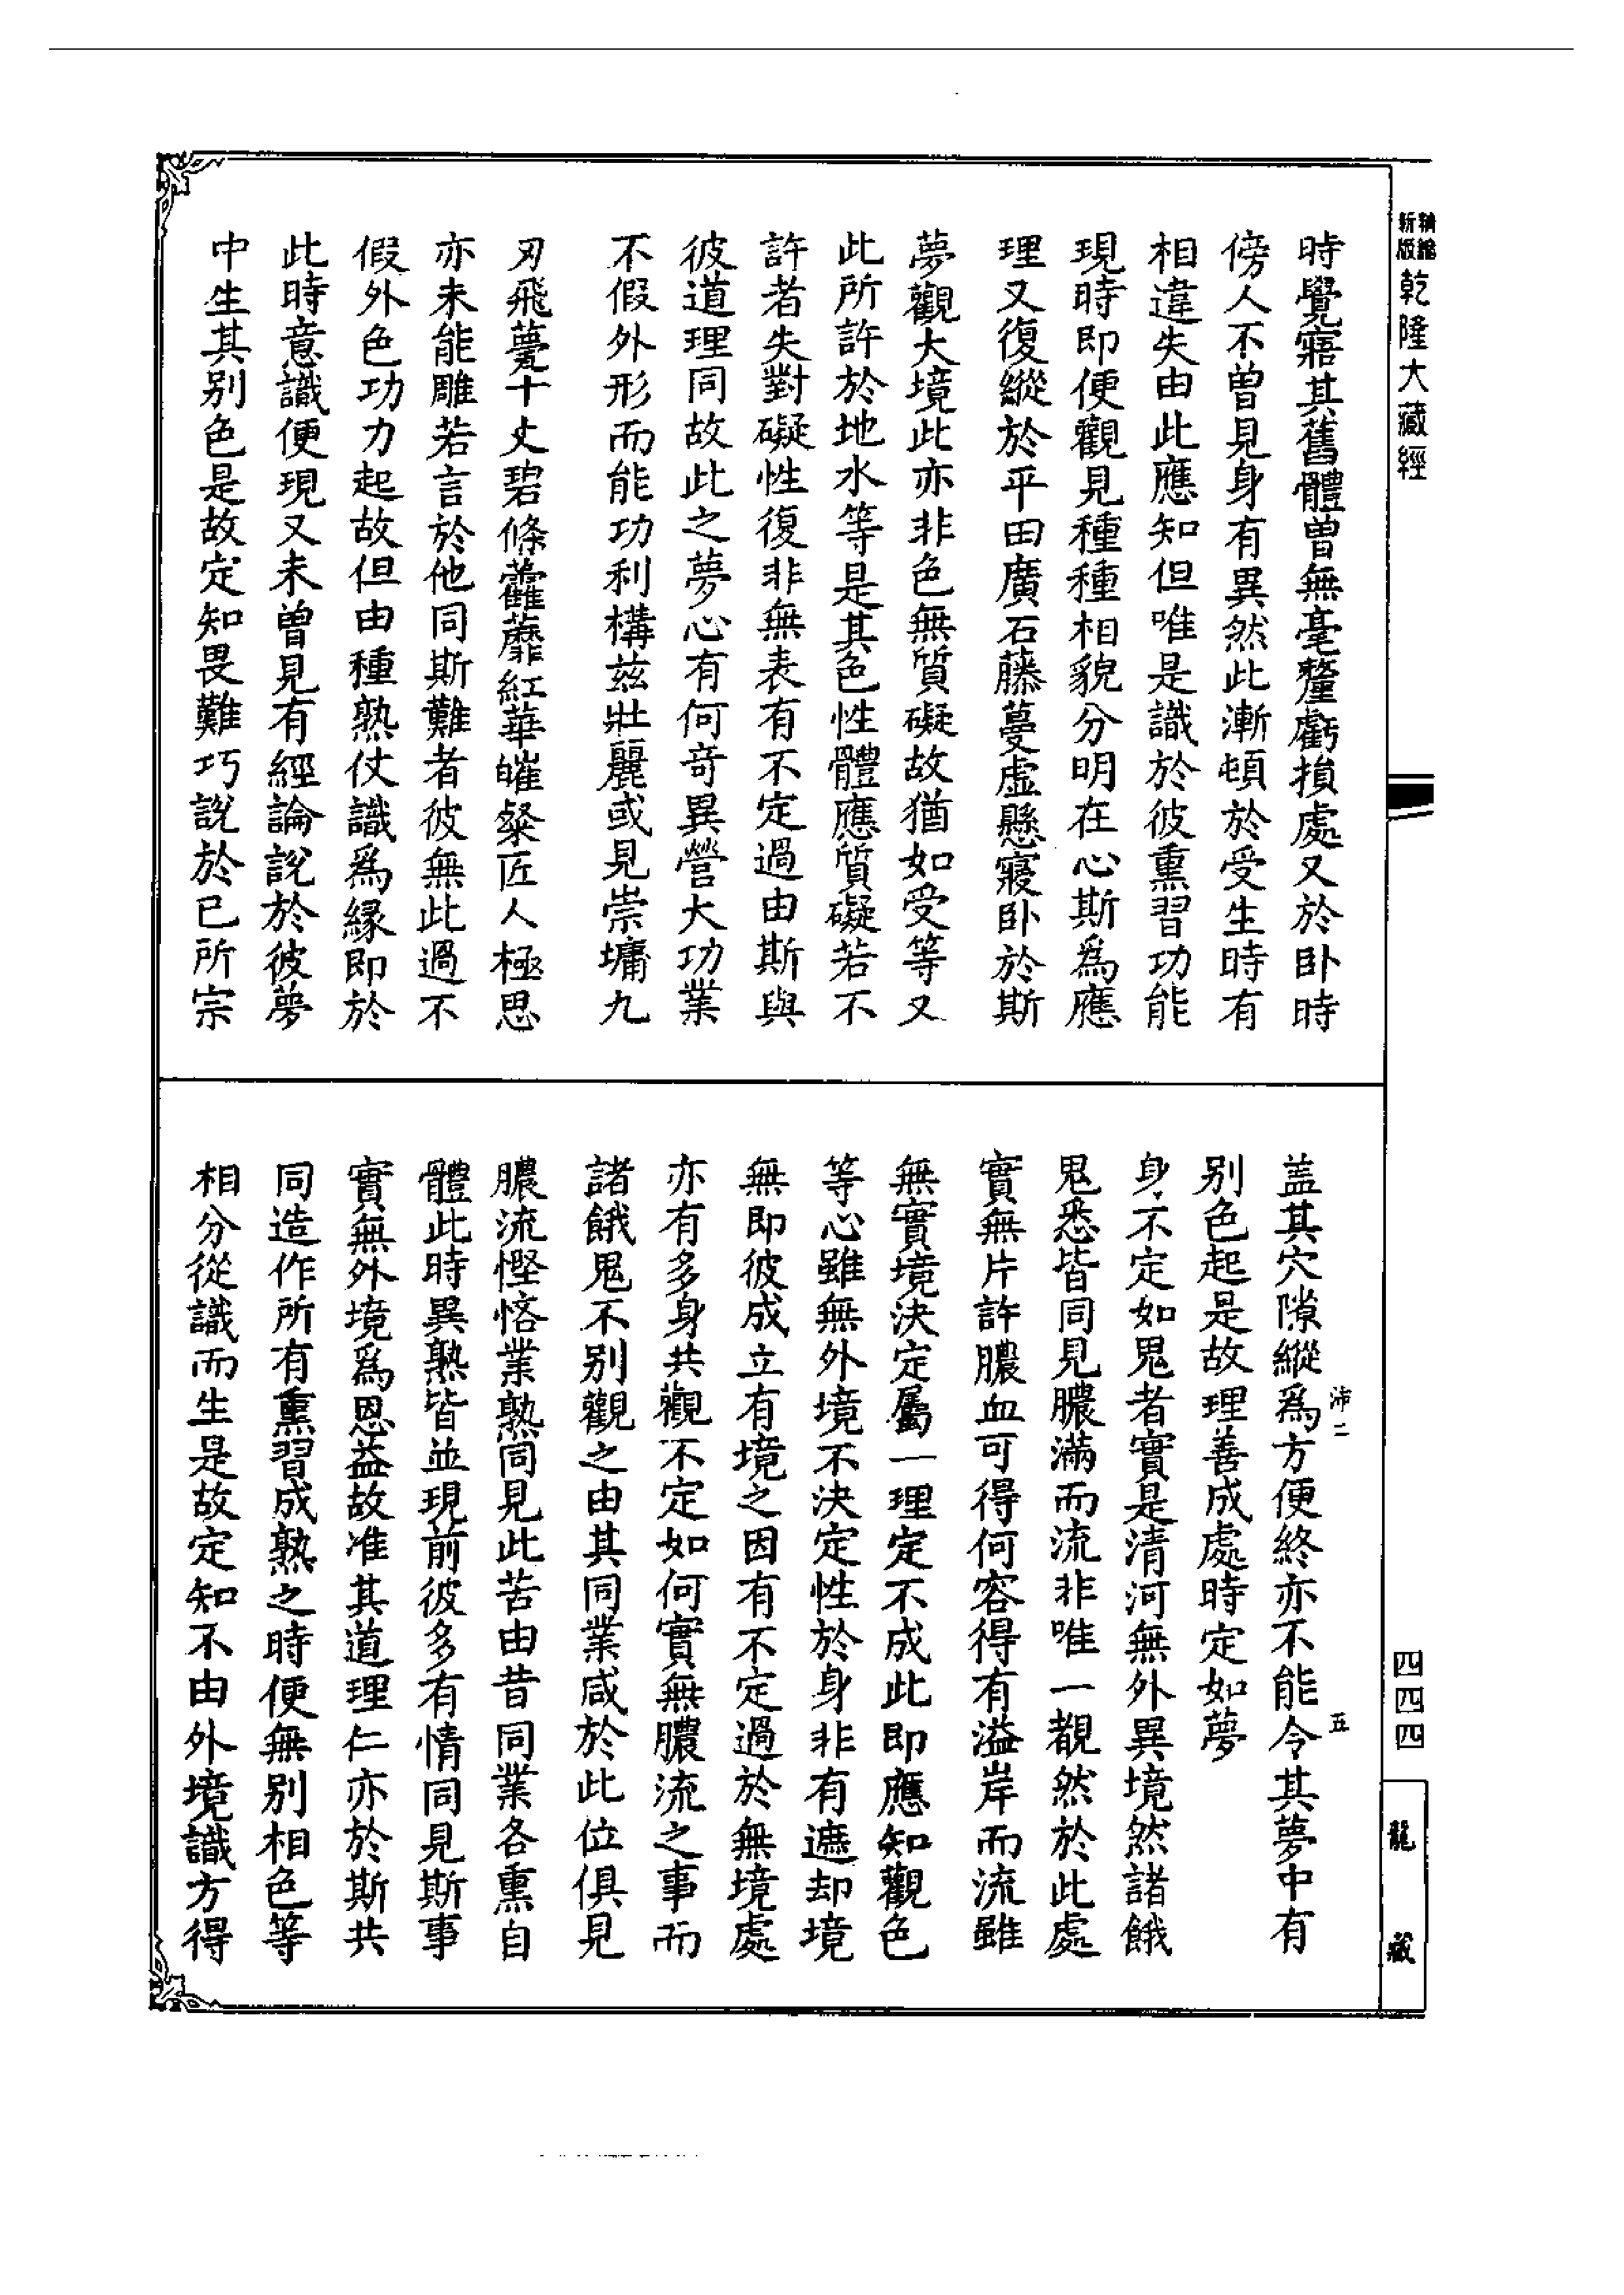 新版精縮
乾隆大藏經
時覺寤其舊體曾無毫釐虧損處又於卧時
傍人不曾見身有異然此漸頓於受生時有
相違失由此應知但唯是識於彼熏習功能
現時即便觀見種種相貌分明在心斯爲應
理又復縱於平田廣石藤蔓虛懸寢卧於斯
夢觀大境此亦非色無質礙故猶如受等又
此所許於地水等是其色性體應質礙若不
許者失對礙性復非無表有不定過由斯與
彼道理同故此之夢心有何奇異營大功業
不假外形而能功利構茲壯麗或見崇墉九
刃飛甍十丈碧條靃蘼紅華璀粲匠人極思
亦未能雕若言於他同斯難者彼無此過不
假外色功力起故但由種熟仗識爲緣即於
此時意識便現又未曾見有經論說於彼夢
中生其別色是故定知畏難巧說於已所宗
盖其穴隙縱爲方便終亦不能令其夢中有
別色起是故理善成處時定如夢
身不定如鬼者實是清河無外異境然諸餓
鬼悉皆同見膿滿而流非唯一覩然於此處
實無片許膿血可得何容得有溢岸而流雖
無實境決定屬一理定不成此即應知觀色
等心雖無外境不決定性於身非有遮却境
無即彼成立有境之因有不定過於無境處
亦有多身共觀不定如何實無膿流之事而
諸餓鬼不別觀之由其同業咸於此位俱見
膿流慳悋業熟同見此苦由昔同業各熏自
體此時異熟皆並現前彼多有情同見斯事
實無外境爲恩益故准其道理仁亦於斯共
同造作所有熏習成熟之時便無別相色等
相分從識而生是故定知不由外境識方得
沛二
五
四四四
龍藏